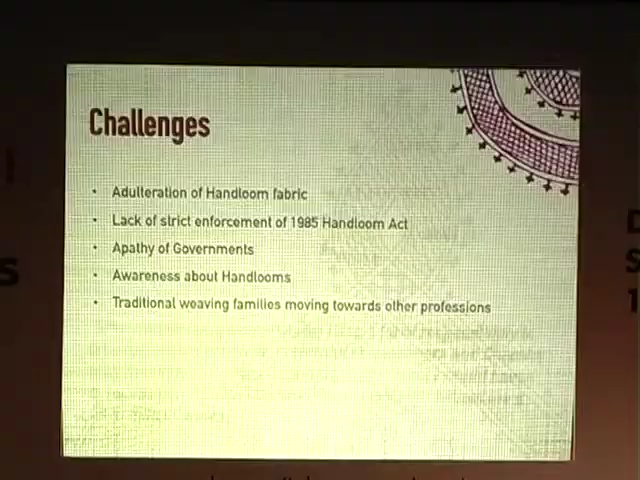 Challenges
• Adulteration of Handloom fabric
• Lack of strict enforcement of 1985 Handloom Act
• Apathy of Governments
• Awareness about Handlooms
• Traditional weaving families moving towards other professions